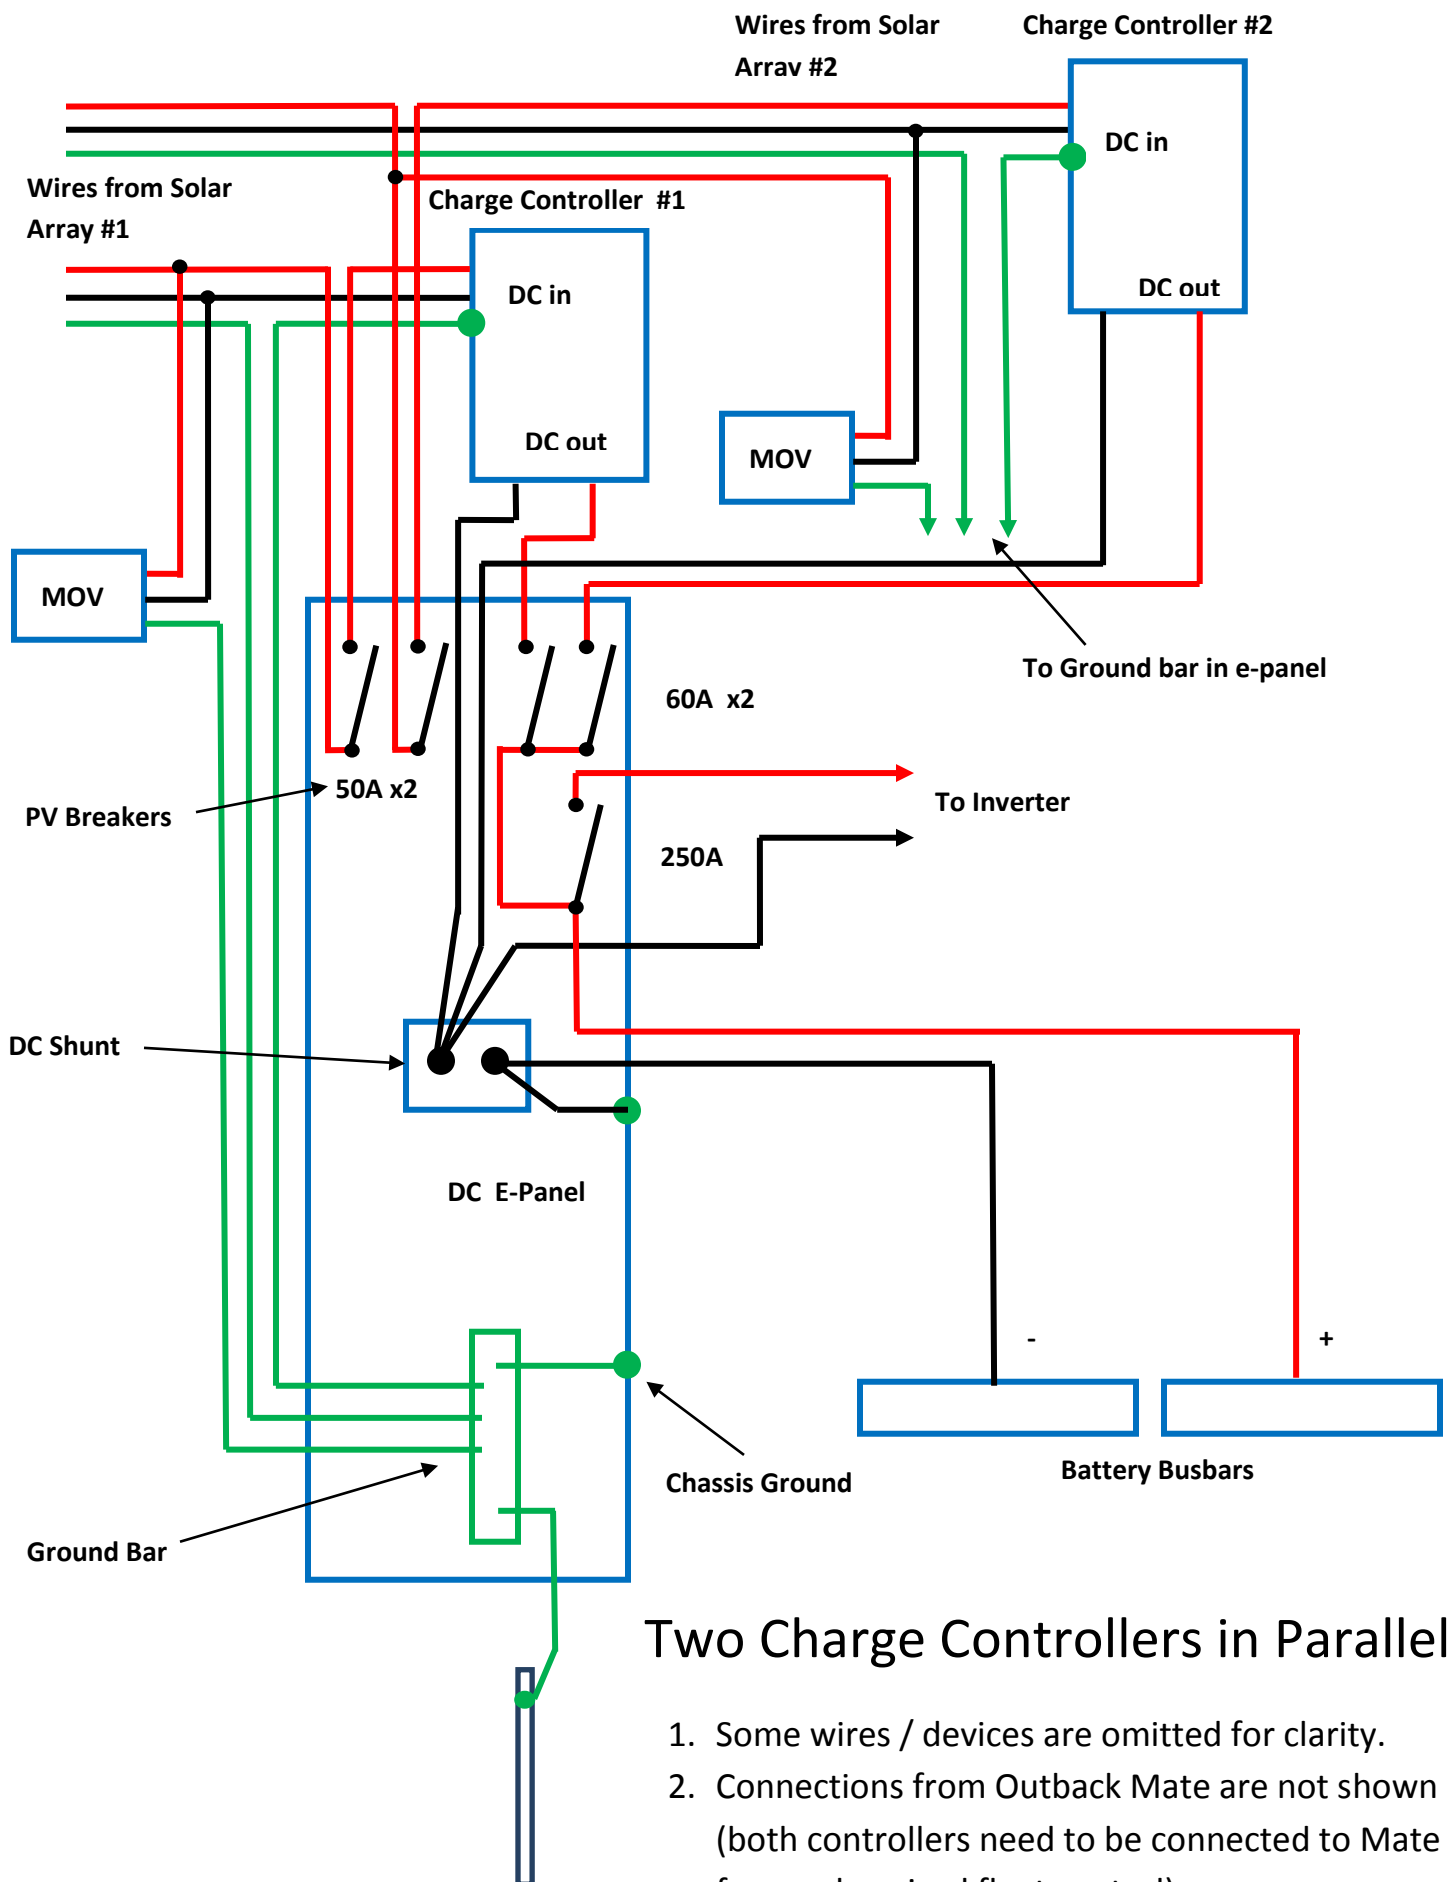 Wires from Solar
Array #2
Charge Controller #2
DC in
DC out
Wires from Solar
Array #1
Charge Controller #1
DC in
DC out
MOV
MOV
To Ground bar in e-panel
60A x2
50A x2
PV Breakers
To Inverter
250A
DC Shunt
DC E-Panel
-
+
Battery Busbars
Chassis Ground
Ground Bar
Two Charge Controllers in Parallel
1. Some wires / devices are omitted for clarity.
2. Connections from Outback Mate are not shown
(both controllers need to be connected to Mate